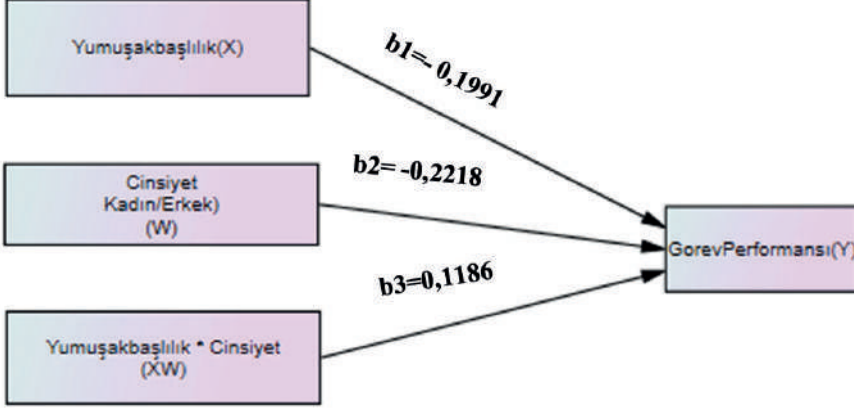 Yumuşakbaşlılık(X)
b1=- 0,1991
Cinsiyet
Kadın/Erkek)
(W)
b2= -0,2218
GorevPerformansı(Y)
b3=0,1186
Yumuşakbaşlılık * Cinsiyet
(XW)